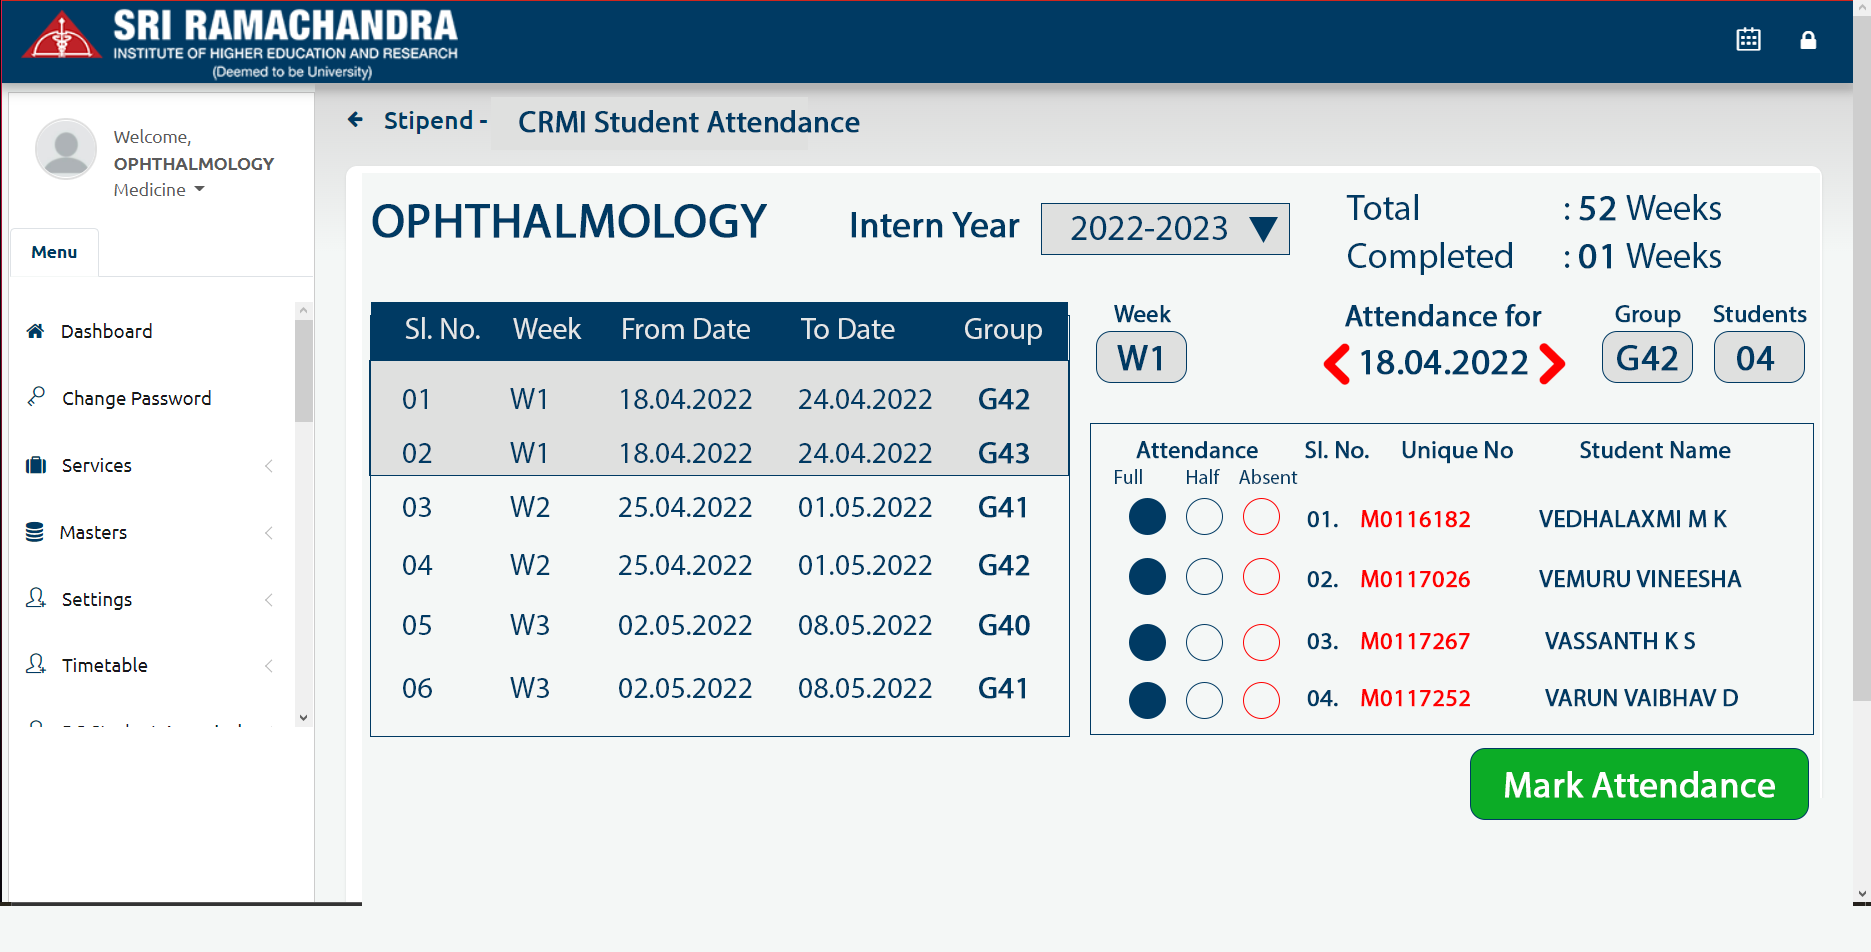 SRI RAMACHANDRA
INSTITUTE OF HIGHER EDUCATION AND RESEARCH
(Deemed to be University)
Welcome,
OPHTHALMOLOGY
Medicine
Menu
Dashboard
Change Password
Services
Masters
Settings
Timetable
Stipend - CRMI Student Attendance
OPHTHALMOLOGY
Intern Year 2022-2023
Total : 52 Weeks
Completed : 01 Weeks
Sl. No. Week From Date To Date Group
01 W1 18.04.2022 24.04.2022 G42
02 W1 18.04.2022 24.04.2022 G43
03 W2 25.04.2022 01.05.2022 G41
04 W2 25.04.2022 01.05.2022 G42
05 W3 02.05.2022 08.05.2022 G40
06 W3 02.05.2022 08.05.2022 G41
Week Attendance for Group Students
W1 18.04.2022 G42 04
Attendance Sl. No. Unique No Student Name
Full Half Absent
01. M0116182 VEDHALAXMI M K
02. M0117026 VEMURU VINEESHA
03. M0117267 VASSANTH K S
04. M0117252 VARUN VAIBHAV D
Mark Attendance